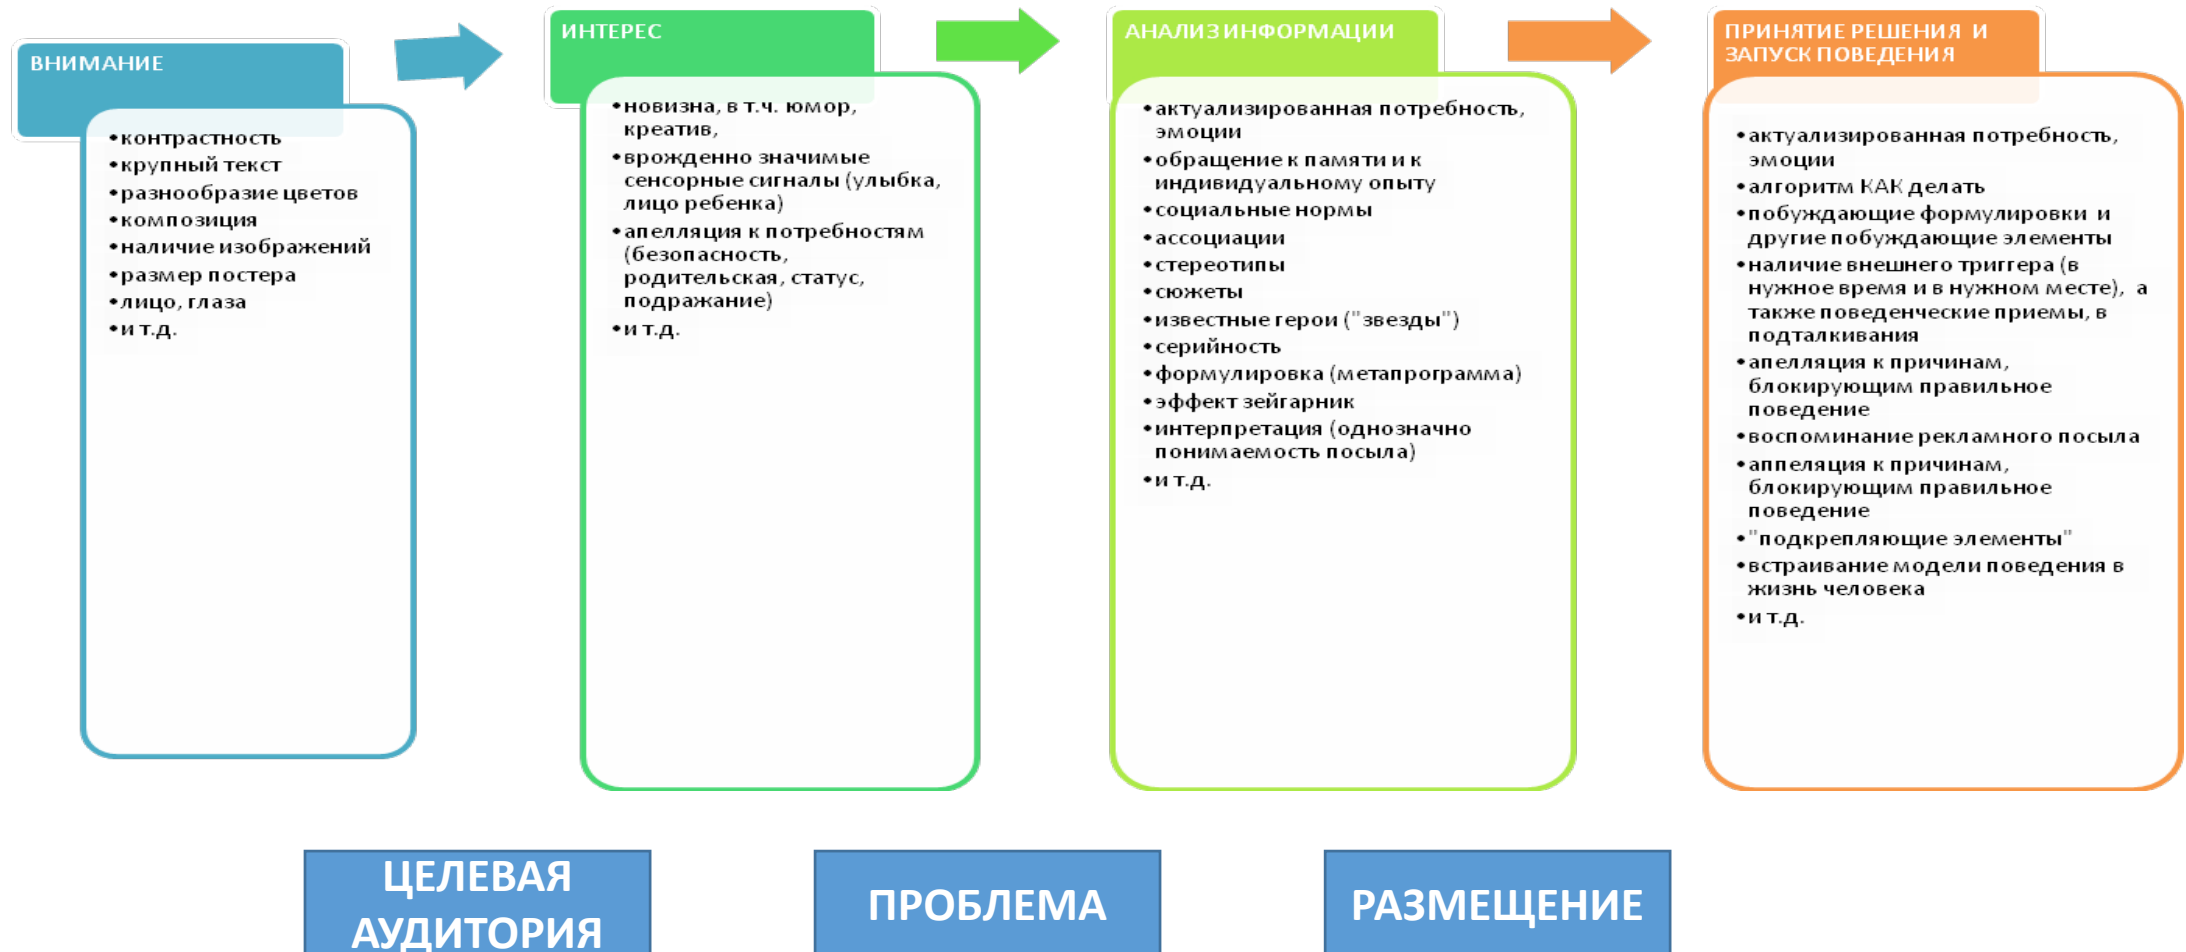 ВНИМАНИЕ
•контрастность
•крупный текст
•разнообразие цветов
•композиция
•наличие изображений
•размер постера
•лицо, глаза
•и т.д.
ИНТЕРЕС
•новизна, в т.ч. юмор,
креатив,
•врожденно значимые
сенсорные сигналы (улыбка,
лицо ребенка)
•апелляция к потребностям
(безопасность,
родительская, статус,
подражание)
•и т.д.
АНАЛИЗ ИНФОРМАЦИИ
•актуализированная потребность,
эмоции
•обращение к памяти и к
индивидуальному опыту
•социальные нормы
•ассоциации
•стереотипы
•сюжеты
•известные герои ("звезды")
•серийность
•формулировка (метапрограмма)
•эффект зейгарник
•интерпретация (однозначно
понимаемость посыла)
•и т.д.
ПРИНЯТИЕ РЕШЕНИЯ И
ЗАПУСК ПОВЕДЕНИЯ
•актуализированная потребность,
эмоции
•алгоритм КАК делать
•побуждающие формулировки и
другие побуждающие элементы
•наличие внешнего триггера (в
нужное время и в нужном месте), а
также поведенческие приемы, в
подталкивания
•апелляция к причинам,
блокирующим правильное
поведение
•воспоминание рекламного посыла
•аппеляция к причинам,
блокирующим правильное
поведение
•"подкрепляющие элементы"
•встраивание модели поведения в
жизнь человека
•и т.д.
ЦЕЛЕВАЯ
АУДИТОРИЯ
ПРОБЛЕМА
РАЗМЕЩЕНИЕ